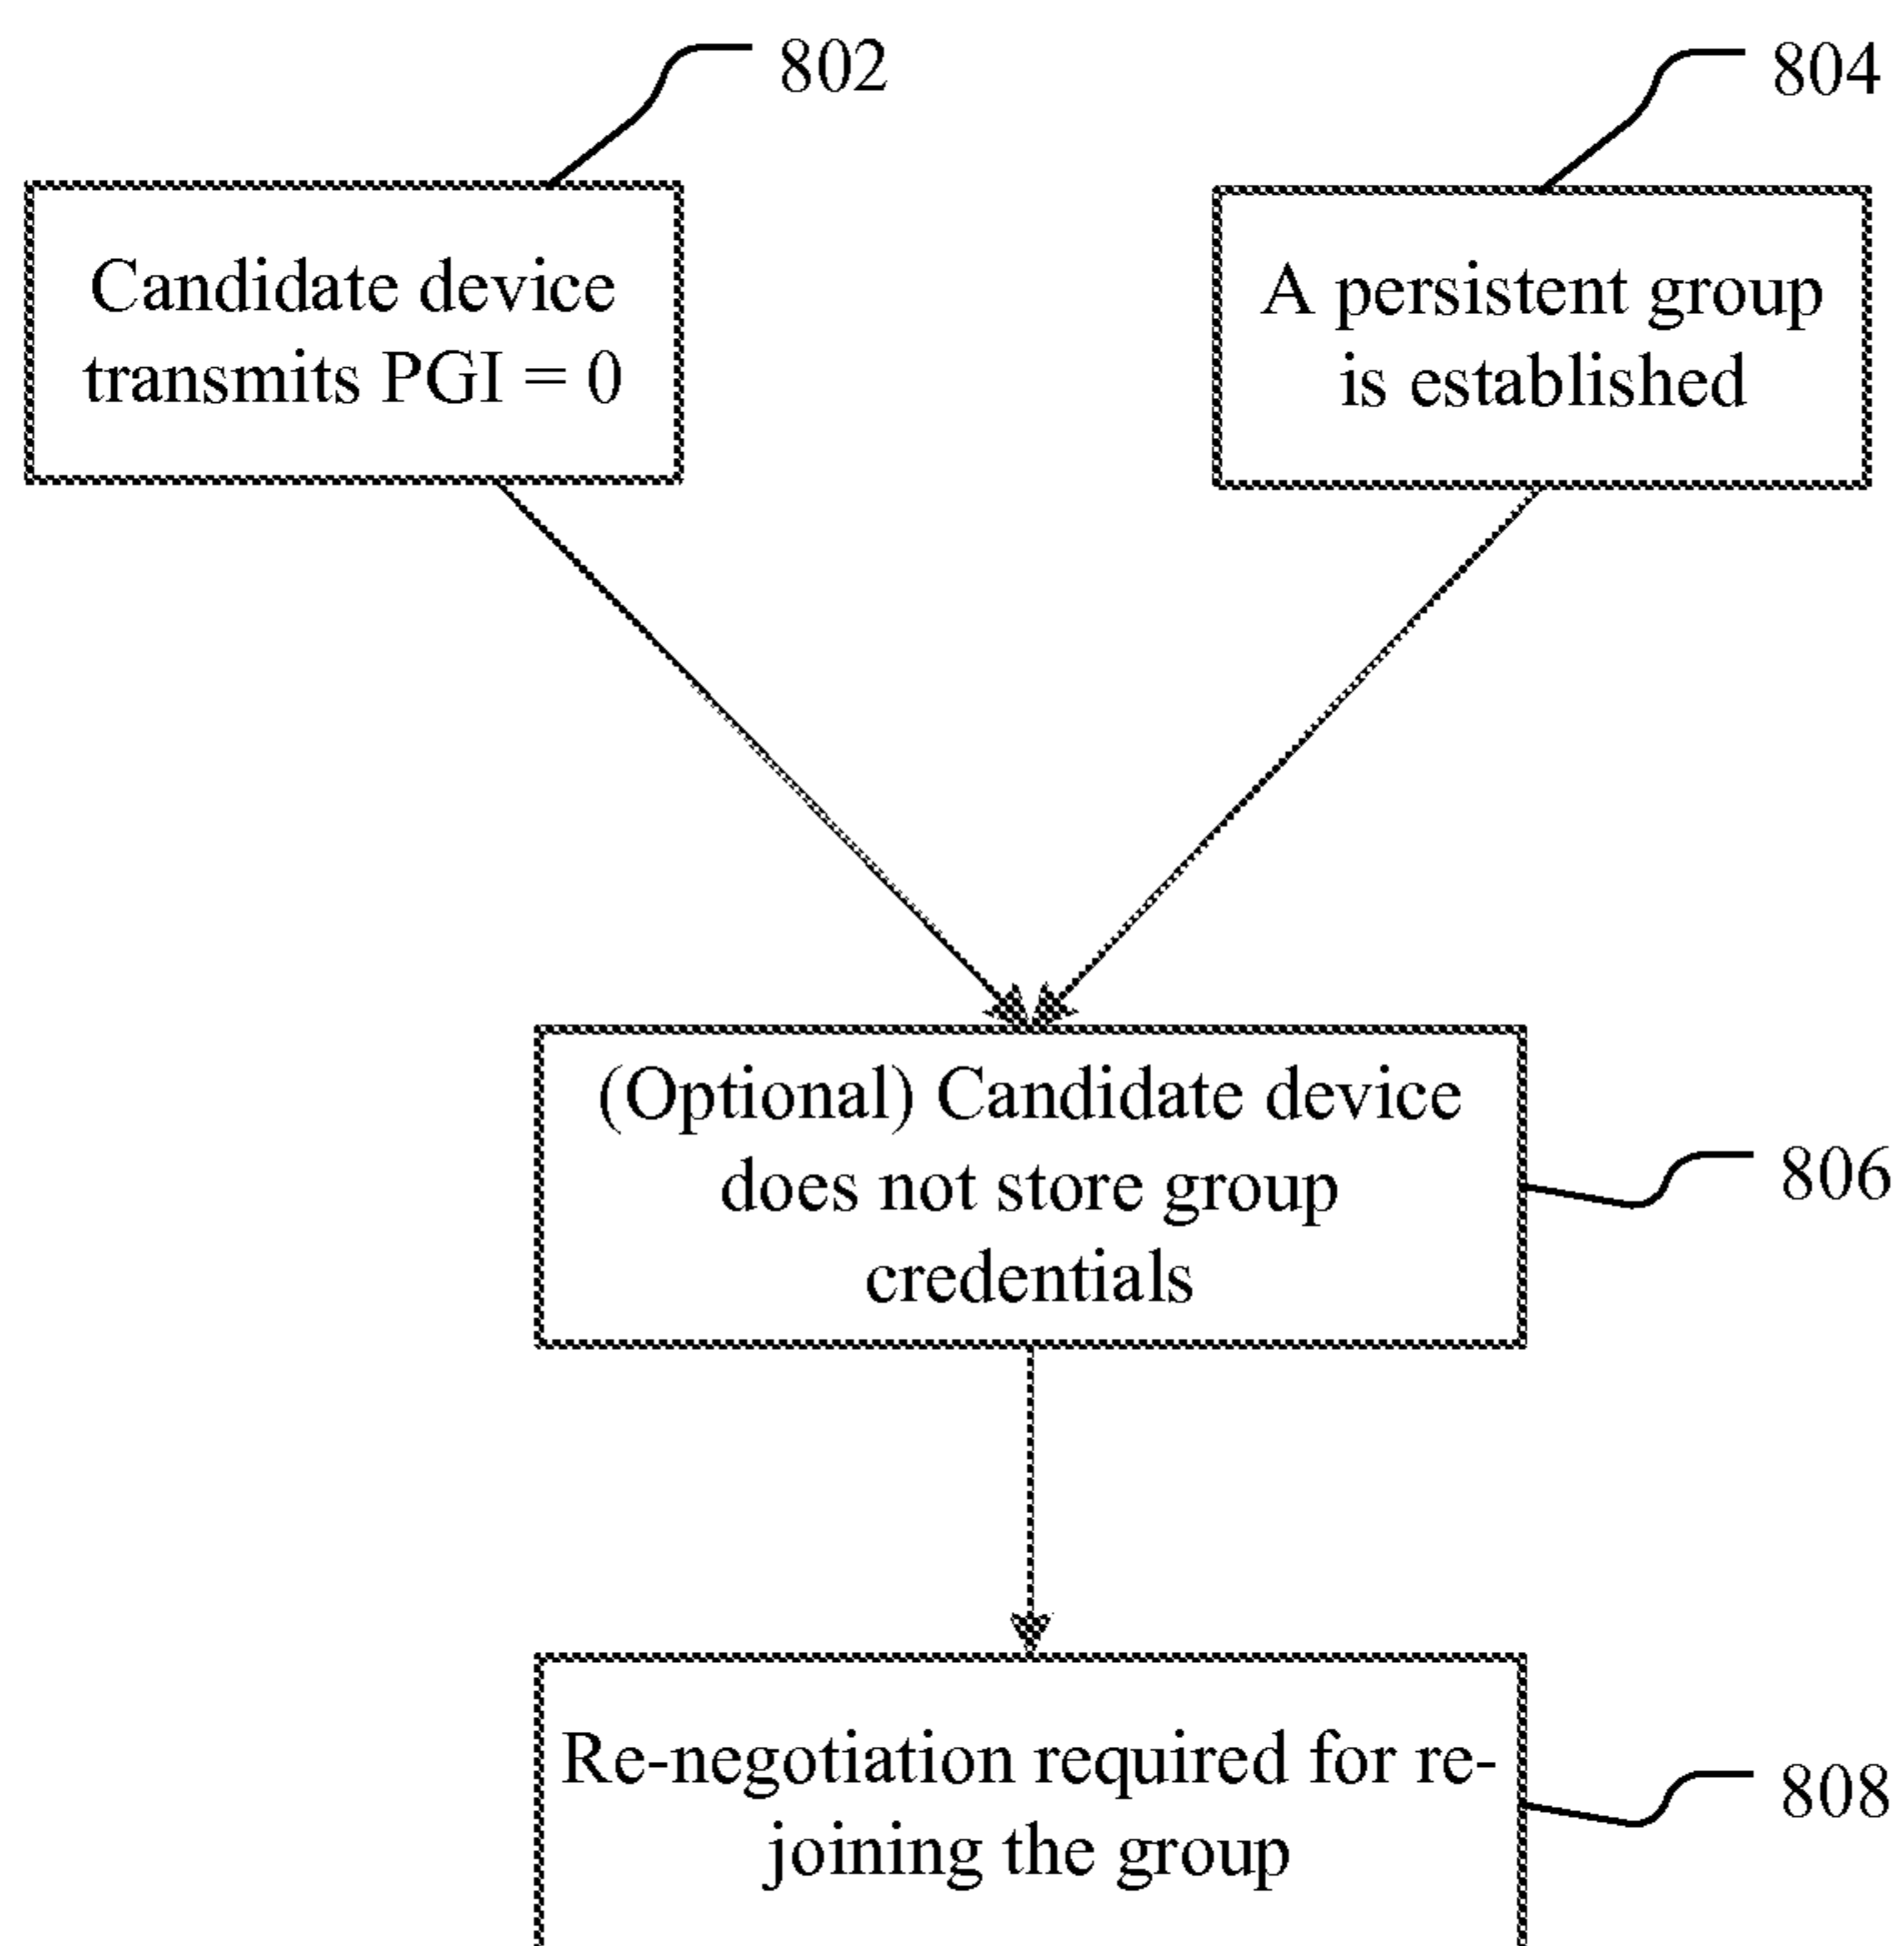 802
804
Candidate device
transmits PGI = 0
A persistent group
is established
(Optional) Candidate device
does not store group
credentials
806
Re-negotiation required for re-
joining the group
808